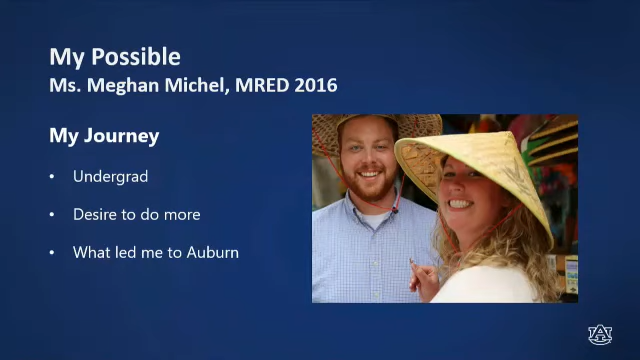 My Possible
Ms. Meghan Michel, MRED 2016
My Journey
• Undergrad
• Desire to do more
• What led me to Auburn
AU